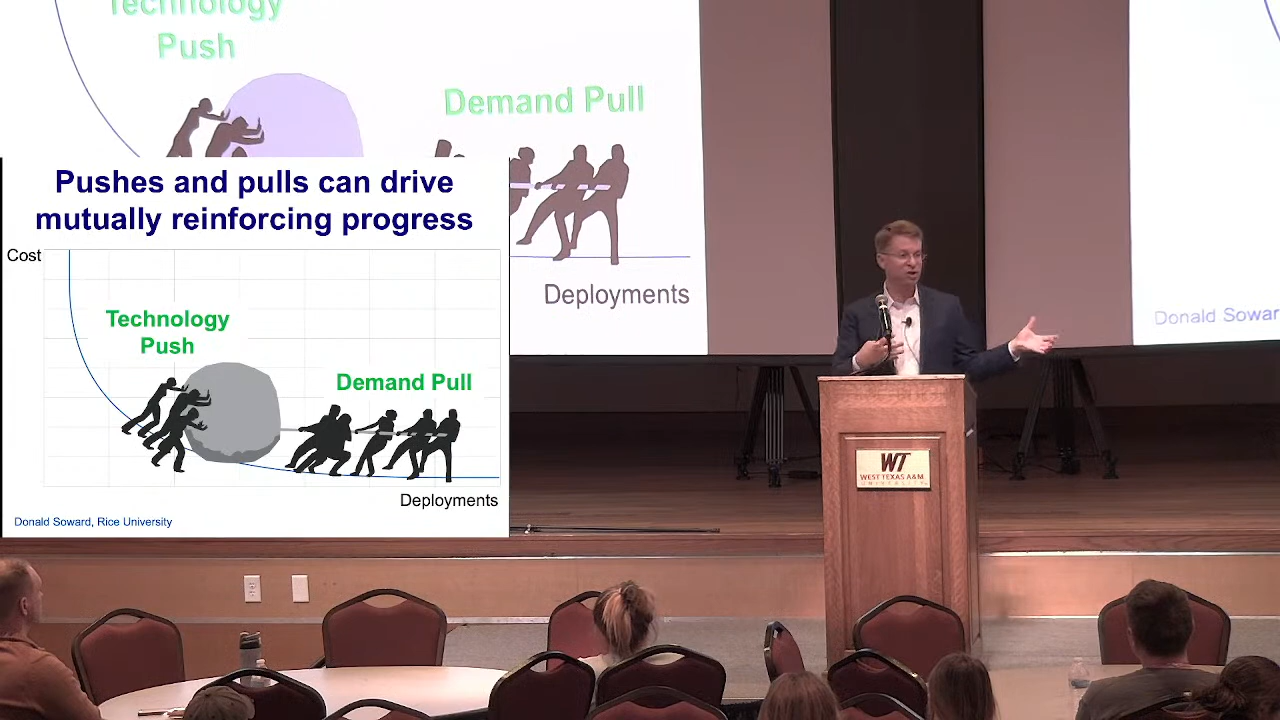 Technology
Push
Demand Pull
Deployments
Donald Sowar
Pushes and pulls can drive
mutually reinforcing progress
Cost
Technology
Push
Demand Pull
Deployments
Donald Soward, Rice University
WT
WEST TEXAS A&M
UNIVERSITY